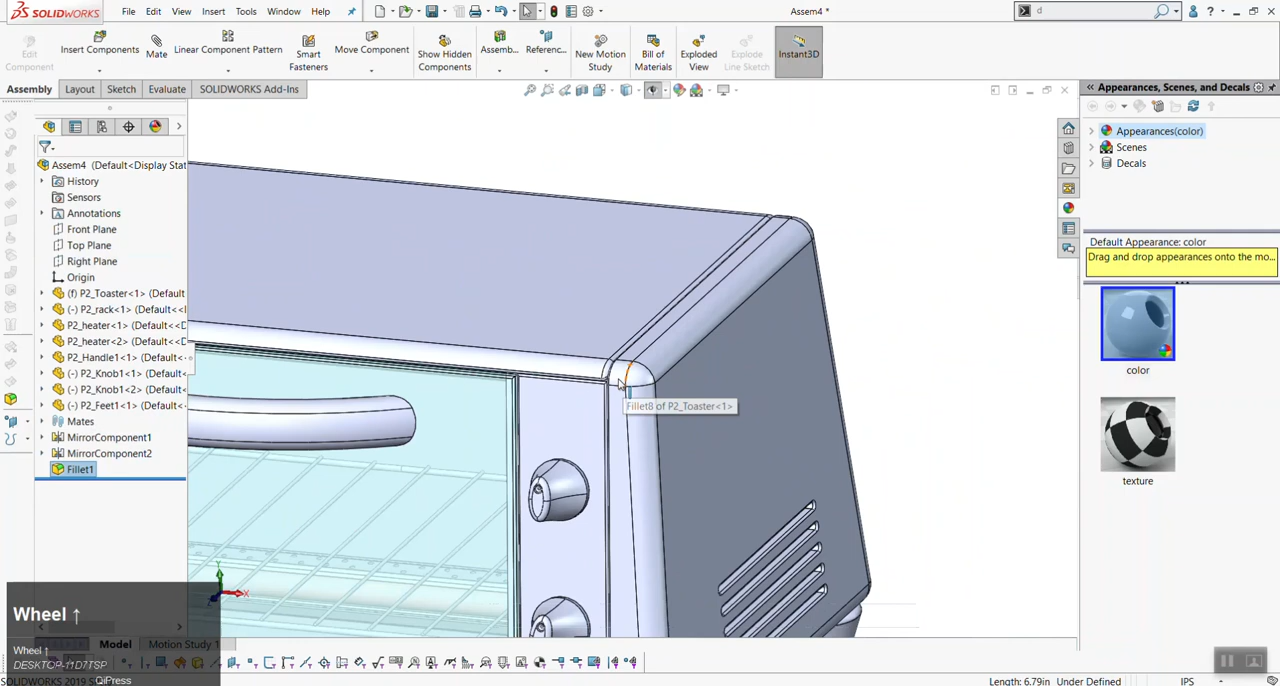 SOLIDWORKS
File Edit View Insert Tools Window Help
Assem4 *
d
Edit Component
Insert Components
Mate
Linear Component Pattern
Smart Fasteners
Move Component
Show Hidden Components
Assemb...
Referenc...
New Motion Study
Bill of Materials
Exploded View
Explode Line Sketch
Instant3D
Assembly Layout Sketch Evaluate SOLIDWORKS Add-Ins
Assem4 (Default<Display Stat
History
Sensors
Annotations
Front Plane
Top Plane
Right Plane
Origin
(f) P2_Toaster<1> (Default
(-) P2_rack<1> (Default<<
P2_heater<1> (Default<<D
P2_heater<2> (Default<<D
P2_Handle1<1> (Default<
(-) P2_Knob1<1> (Default<
(-) P2_Knob1<2> (Default<
(-) P2_Feet1<1> (Default<
Mates
MirrorComponent1
MirrorComponent2
Fillet1
Fillet8 of P2_Toaster<1>
Y
X
Appearances, Scenes, and Decals
Appearances(color)
Scenes
Decals
Default Appearance: color
Drag and drop appearances onto the mo...
color
texture
Wheel ↑
Wheel ↑
DESKTOP-11D7TSP
QiPress
Model Motion Study 1
SOLIDWORKS 2019 S
Length: 6.79in Under Defined IPS